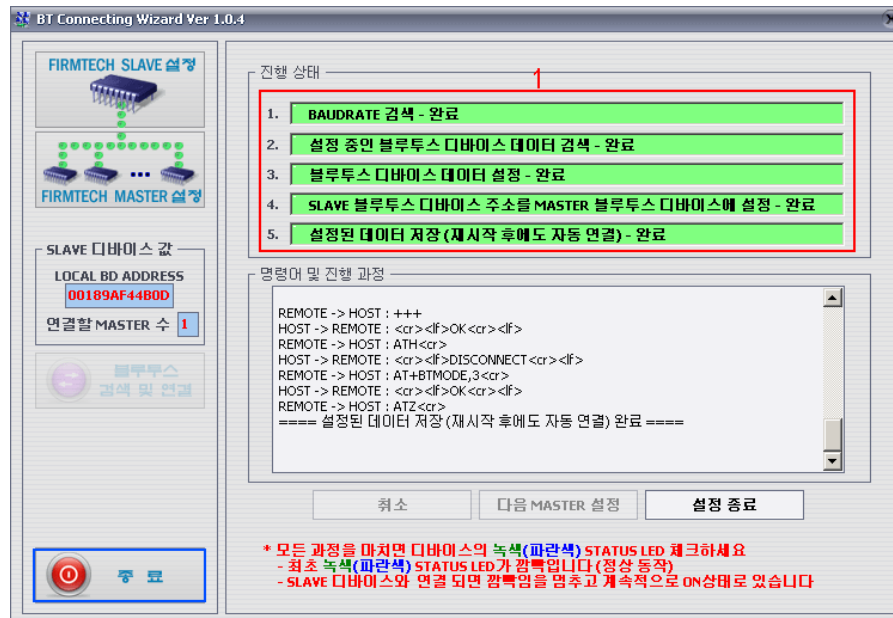 BT Connecting Wizard Ver 1.0.4
FIRMTECH SLAVE 설정
FIRMTECH MASTER 설정
SLAVE 디바이스 값
LOCAL BD ADDRESS
00189AF44B0D
연결할 MASTER 수 1
블루투스
검색 및 연결
종 료
진행 상태
1
1. BAUDRATE 검색 - 완료
2. 설정 중인 블루투스 디바이스 데이터 검색 - 완료
3. 블루투스 디바이스 데이터 설정 - 완료
4. SLAVE 블루투스 디바이스 주소를 MASTER 블루투스 디바이스에 설정 - 완료
5. 설정된 데이터 저장 (재시작 후에도 자동 연결) - 완료
명령어 및 진행 과정
REMOTE -> HOST : +++
HOST -> REMOTE : <cr><lf>OK<cr><lf>
REMOTE -> HOST : ATH<cr>
HOST -> REMOTE : <cr><lf>DISCONNECT<cr><lf>
REMOTE -> HOST : AT+BTMODE,3<cr>
HOST -> REMOTE : <cr><lf>OK<cr><lf>
REMOTE -> HOST : ATZ<cr>
==== 설정된 데이터 저장 (재시작 후에도 자동 연결) 완료 ====
취소
다음 MASTER 설정
설정 종료
* 모든 과정을 마치면 디바이스의 녹색(파란색) STATUS LED 체크하세요
- 최초 녹색(파란색) STATUS LED가 깜빡입니다 (정상 동작)
- SLAVE 디바이스와 연결 되면 깜빡임을 멈추고 계속적으로 ON상태로 있습니다